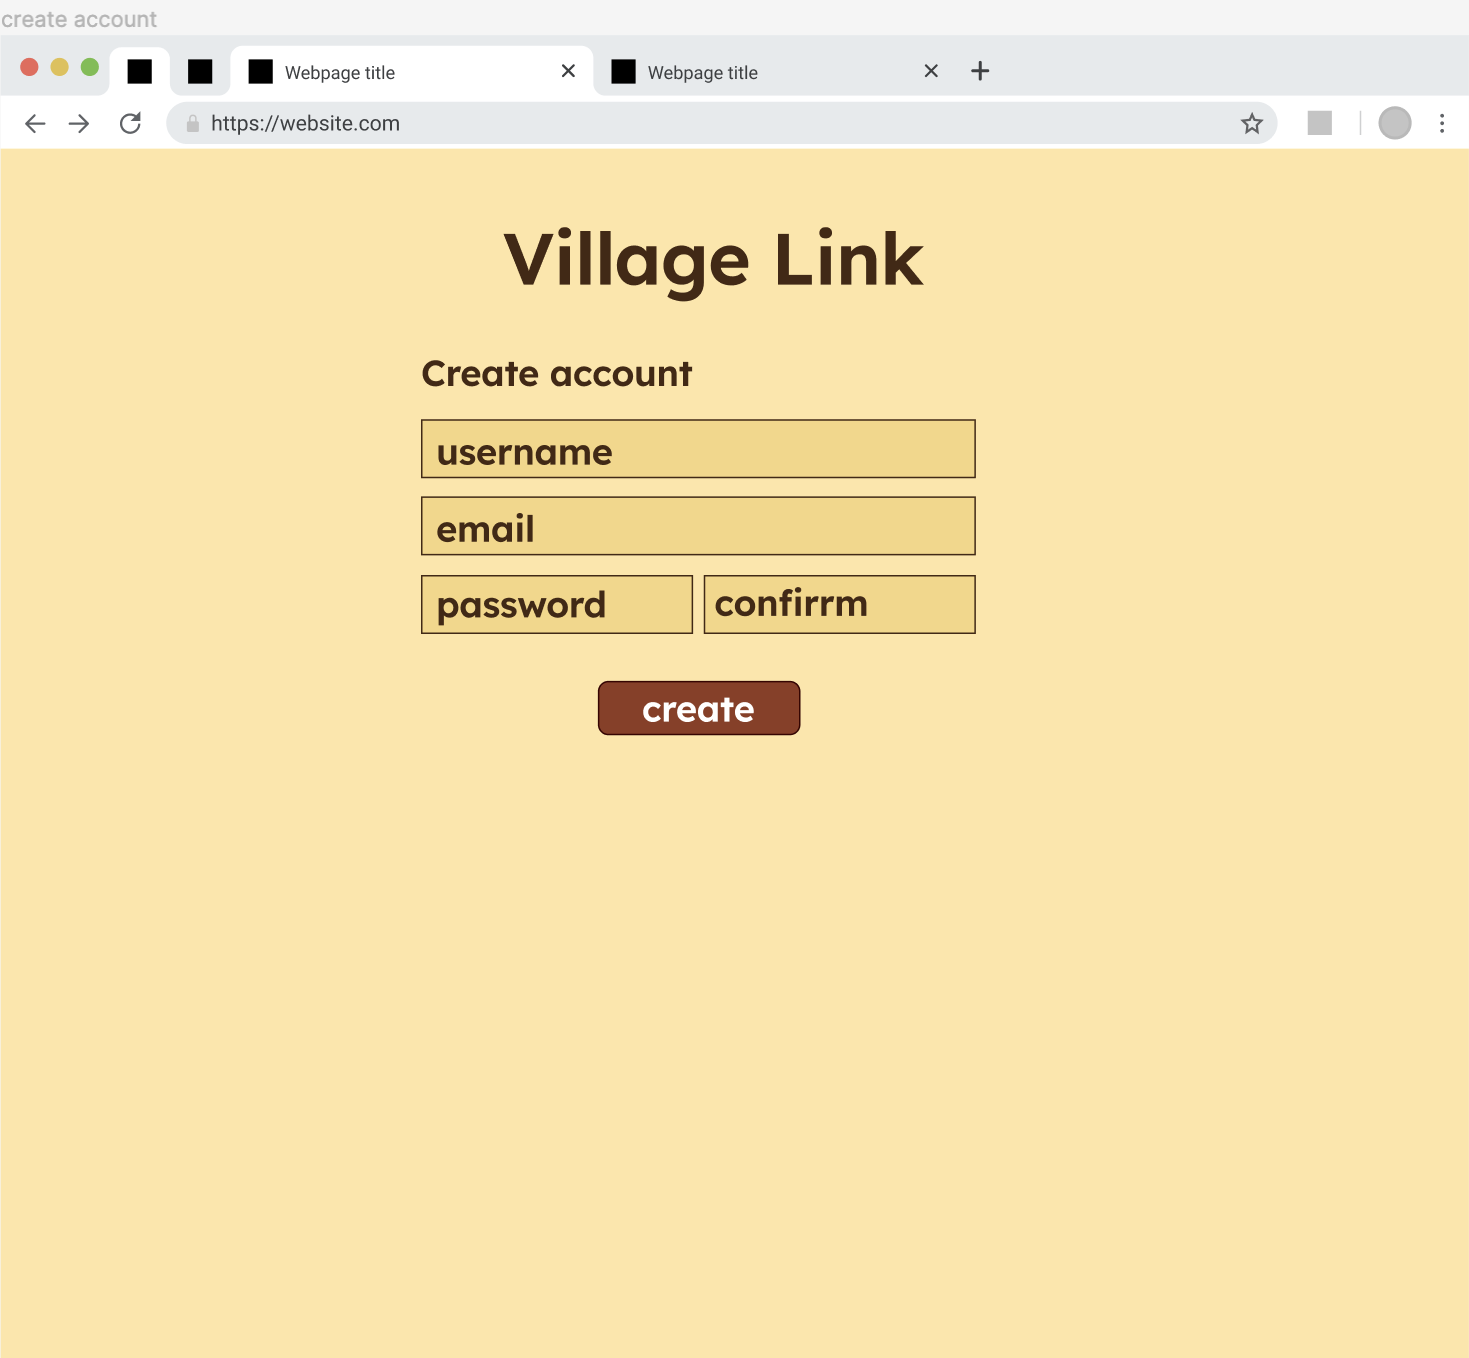 create account
Webpage title
Webpage title
https://website.com
Village Link
Create account
username
email
password
confirrm
create